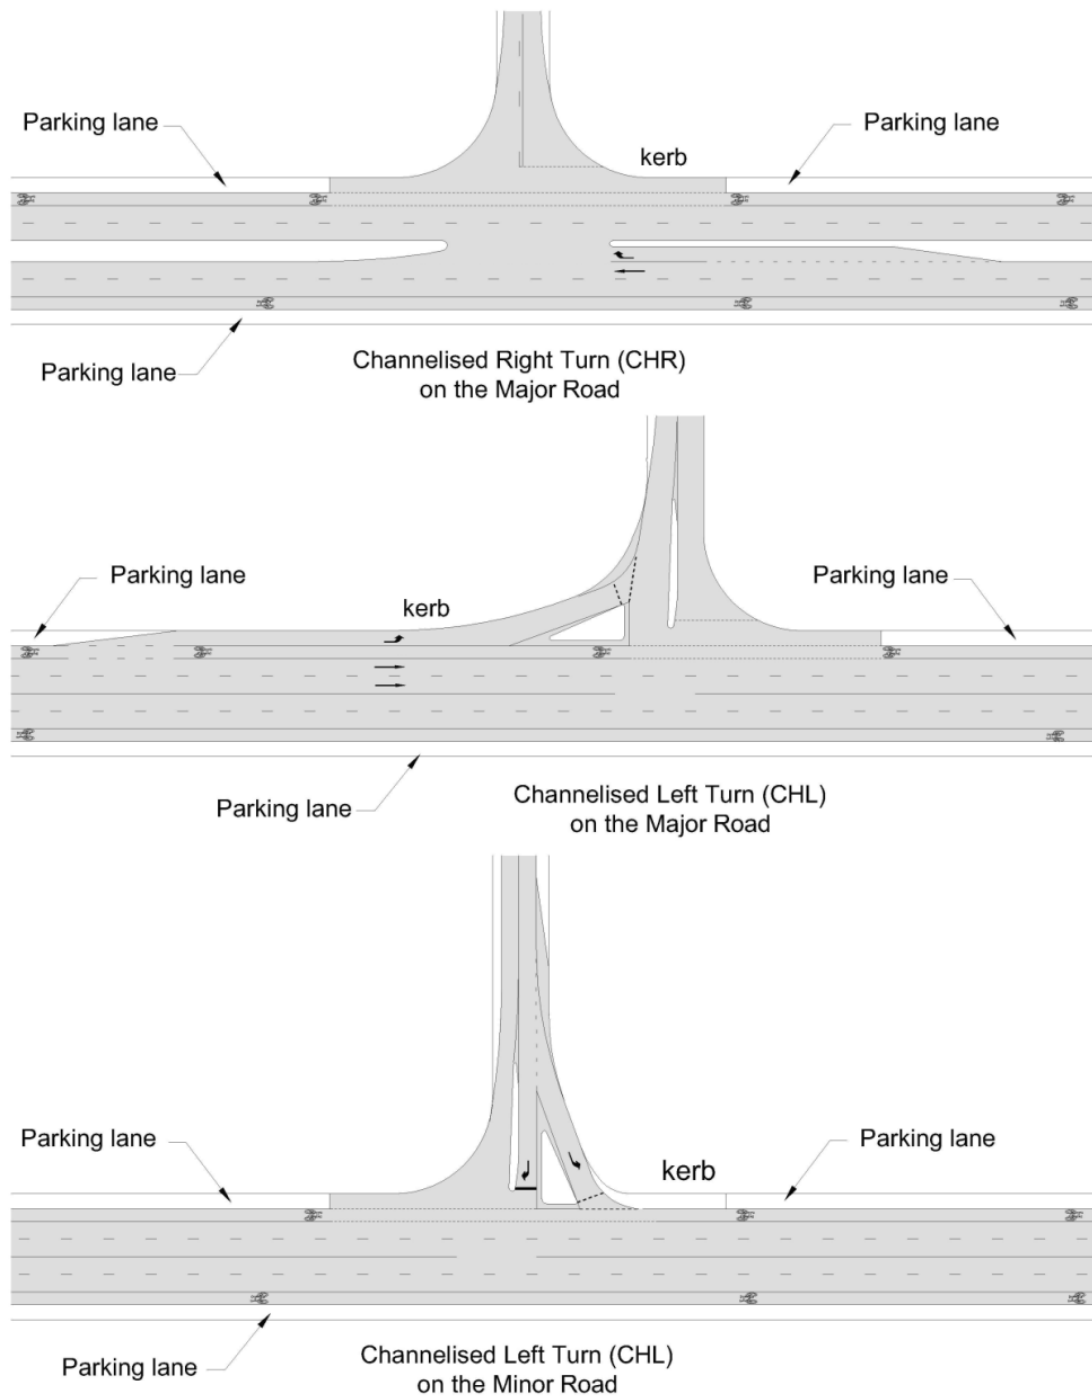 Parking lane
Parking lane
kerb
Parking lane
Channelised Right Turn (CHR)
on the Major Road
Parking lane
Parking lane
kerb
Parking lane
Channelised Left Turn (CHL)
on the Major Road
Parking lane
Parking lane
kerb
Parking lane
Channelised Left Turn (CHL)
on the Minor Road